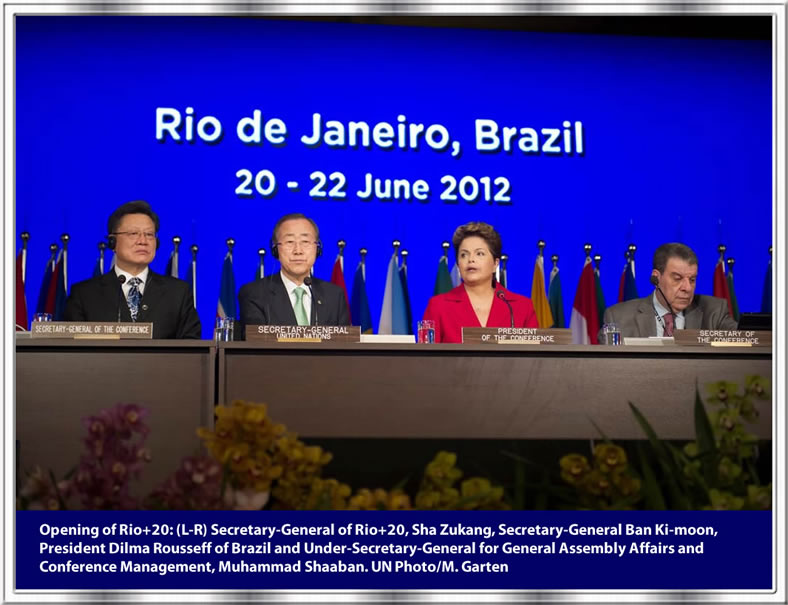 Rio de Janeiro, Brazil
20 - 22 June 2012
SECRETARY-GENERAL OF THE CONFERENCE
SECRETARY-GENERAL
UNITED NATIONS
PRESIDENT
OF THE CONFERENCE
SECRETARY OF
THE CONFERENCE
Opening of Rio+20: (L-R) Secretary-General of Rio+20, Sha Zukang, Secretary-General Ban Ki-moon,
President Dilma Rousseff of Brazil and Under-Secretary-General for General Assembly Affairs and
Conference Management, Muhammad Shaaban. UN Photo/M. Garten